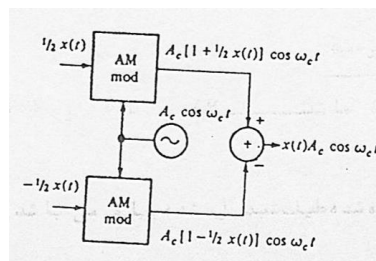 ½ x(t)
AM
mod
A_c[1 + ½ x(t)] cos ω_c t
A_c cos ω_c t
+
+
x(t)A_c cos ω_c t
−
−½ x(t)
AM
mod
A_c[1 − ½ x(t)] cos ω_c t